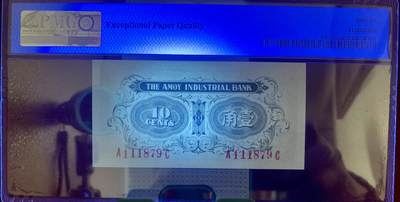 PMG
Exceptional Paper Quality
THE AMOY INDUSTRIAL BANK
10 角壹
CENTS
A111879C A111879C